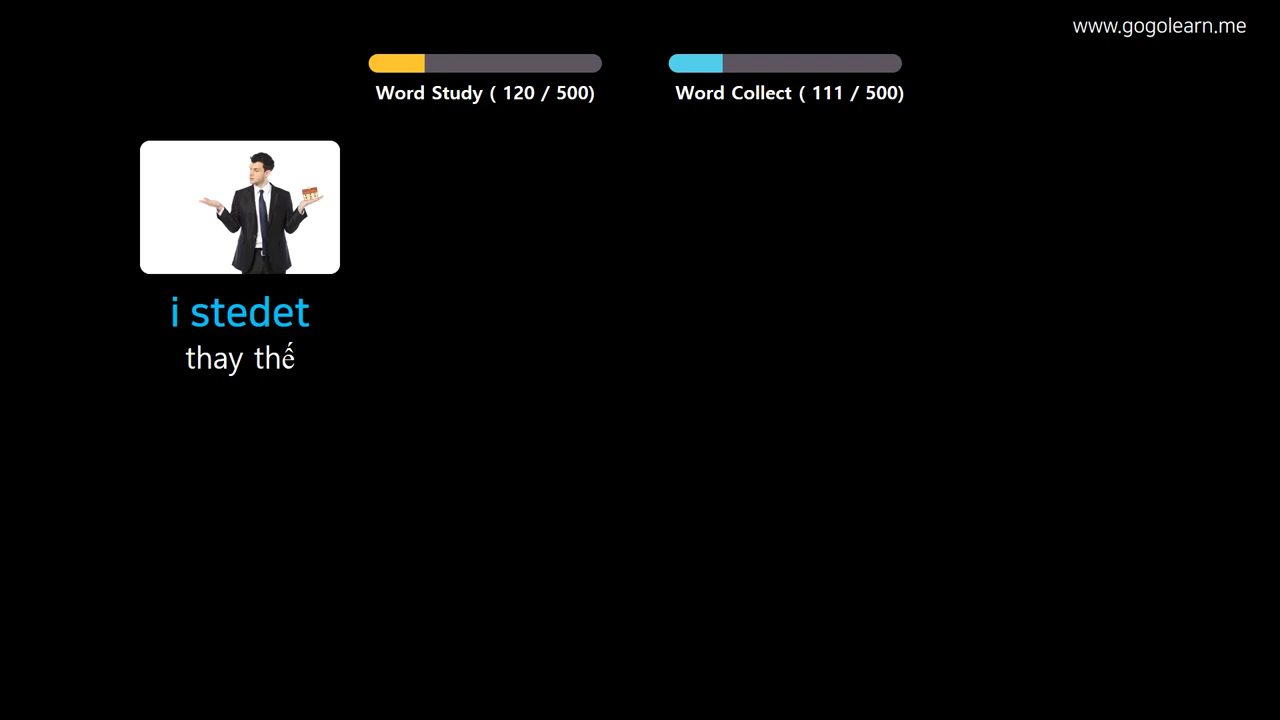 www.gogolearn.me
Word Study ( 120 / 500)
Word Collect ( 111 / 500)
i stedet
thay thế